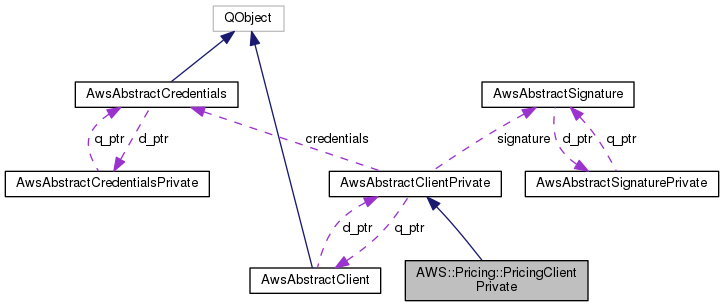 QObject
AwsAbstractCredentials
AwsAbstractSignature
q_ptr
d_ptr
credentials
signature
d_ptr
q_ptr
AwsAbstractCredentialsPrivate
AwsAbstractClientPrivate
AwsAbstractSignaturePrivate
d_ptr
q_ptr
AwsAbstractClient
AWS::Pricing::PricingClient
Private